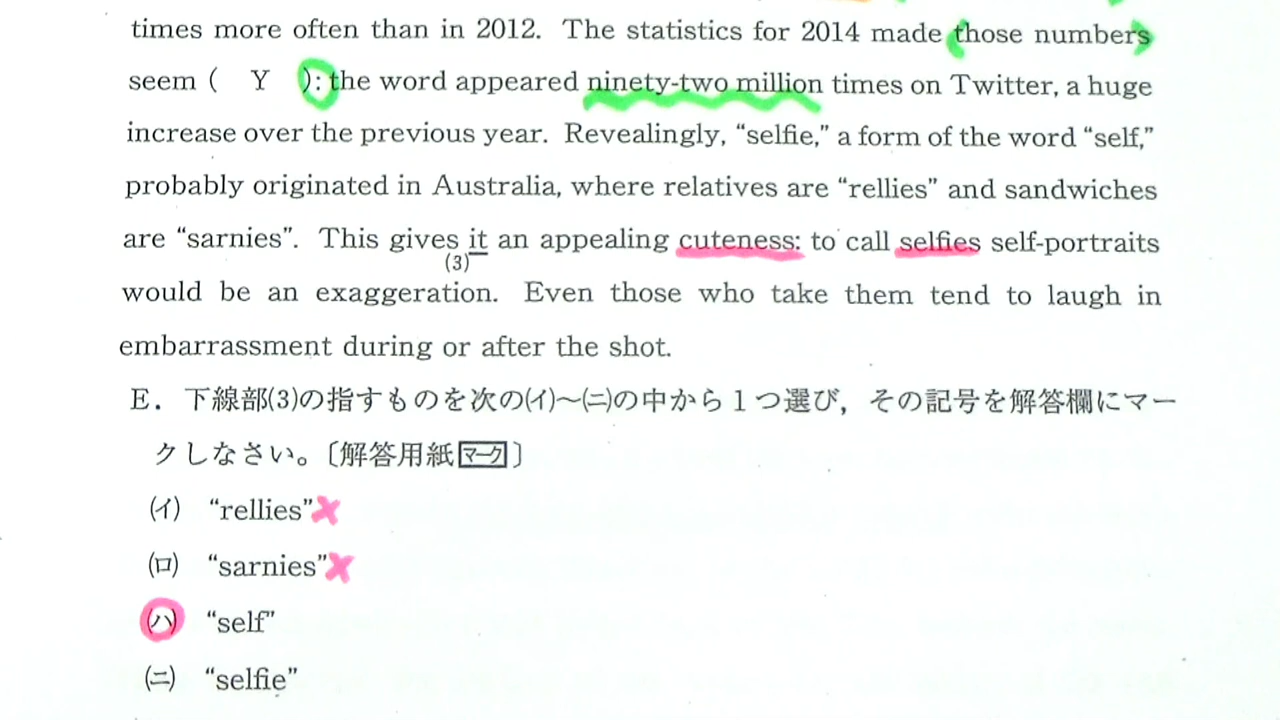 times more often than in 2012. The statistics for 2014 made those numbers
seem ( Y ): the word appeared ninety-two million times on Twitter, a huge
increase over the previous year. Revealingly, “selfie,” a form of the word “self,”
probably originated in Australia, where relatives are “rellies” and sandwiches
are “sarnies”. This gives it an appealing cuteness: to call selfies self-portraits
(3)
would be an exaggeration. Even those who take them tend to laugh in
embarrassment during or after the shot.
E. 下線部(3)の指すものを次の(イ)～(ニ)の中から1つ選び，その記号を解答欄にマー
クしなさい。〔解答用紙マーク〕
(イ) “rellies”
(ロ) “sarnies”
(ハ) “self”
(ニ) “selfie”